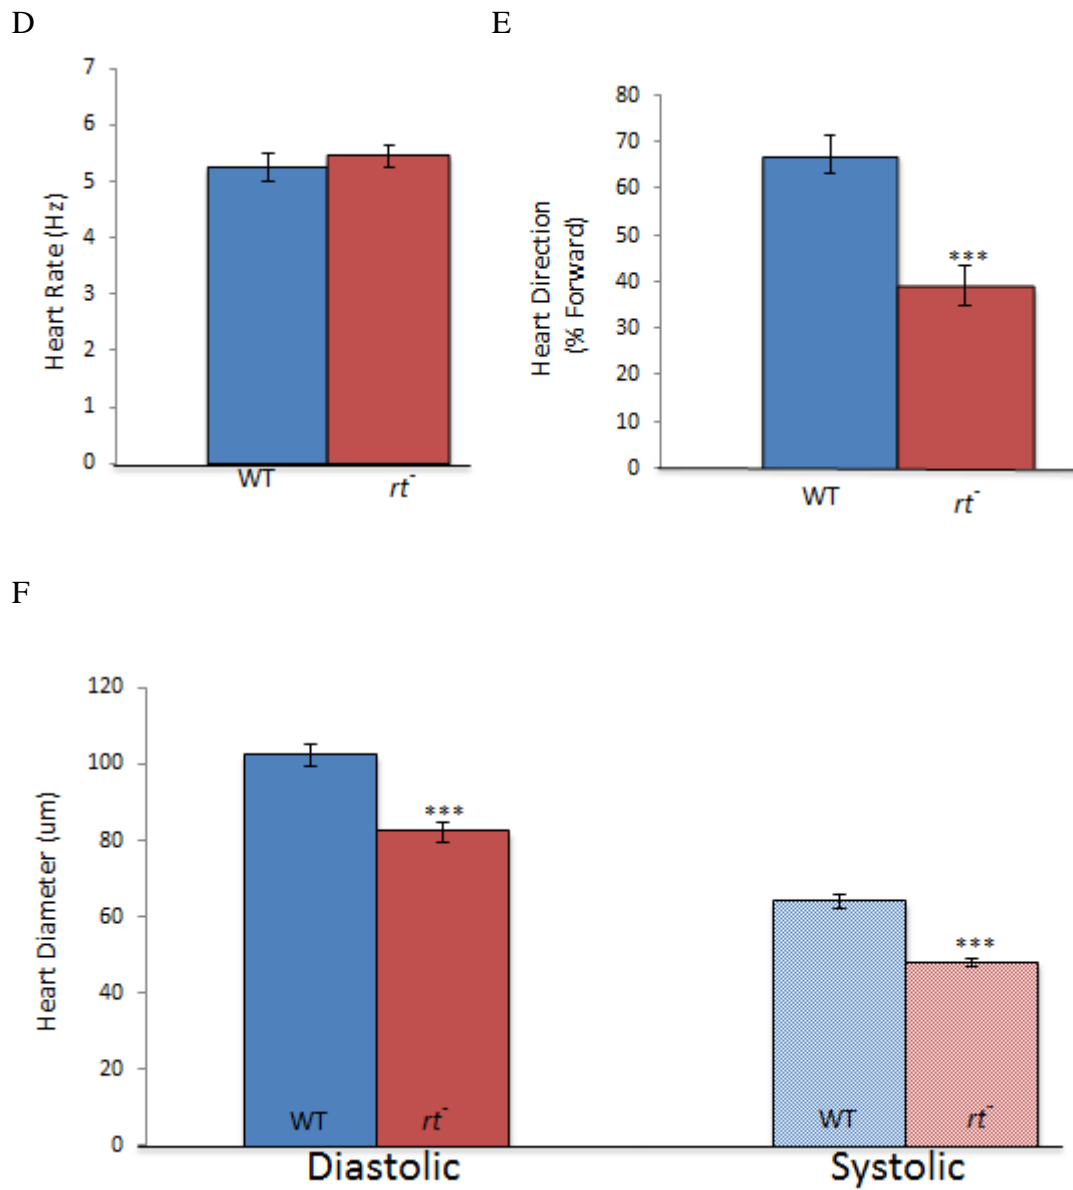 D
E
7
6
5
4
3
2
1
0
Heart Rate (Hz)
WT
rt-
80
70
60
50
40
30
20
10
0
Heart Direction
(% Forward)
***
WT
rt-
F
120
100
80
60
40
20
0
Heart Diameter (um)
***
***
WT
rt-
WT
rt-
Diastolic
Systolic